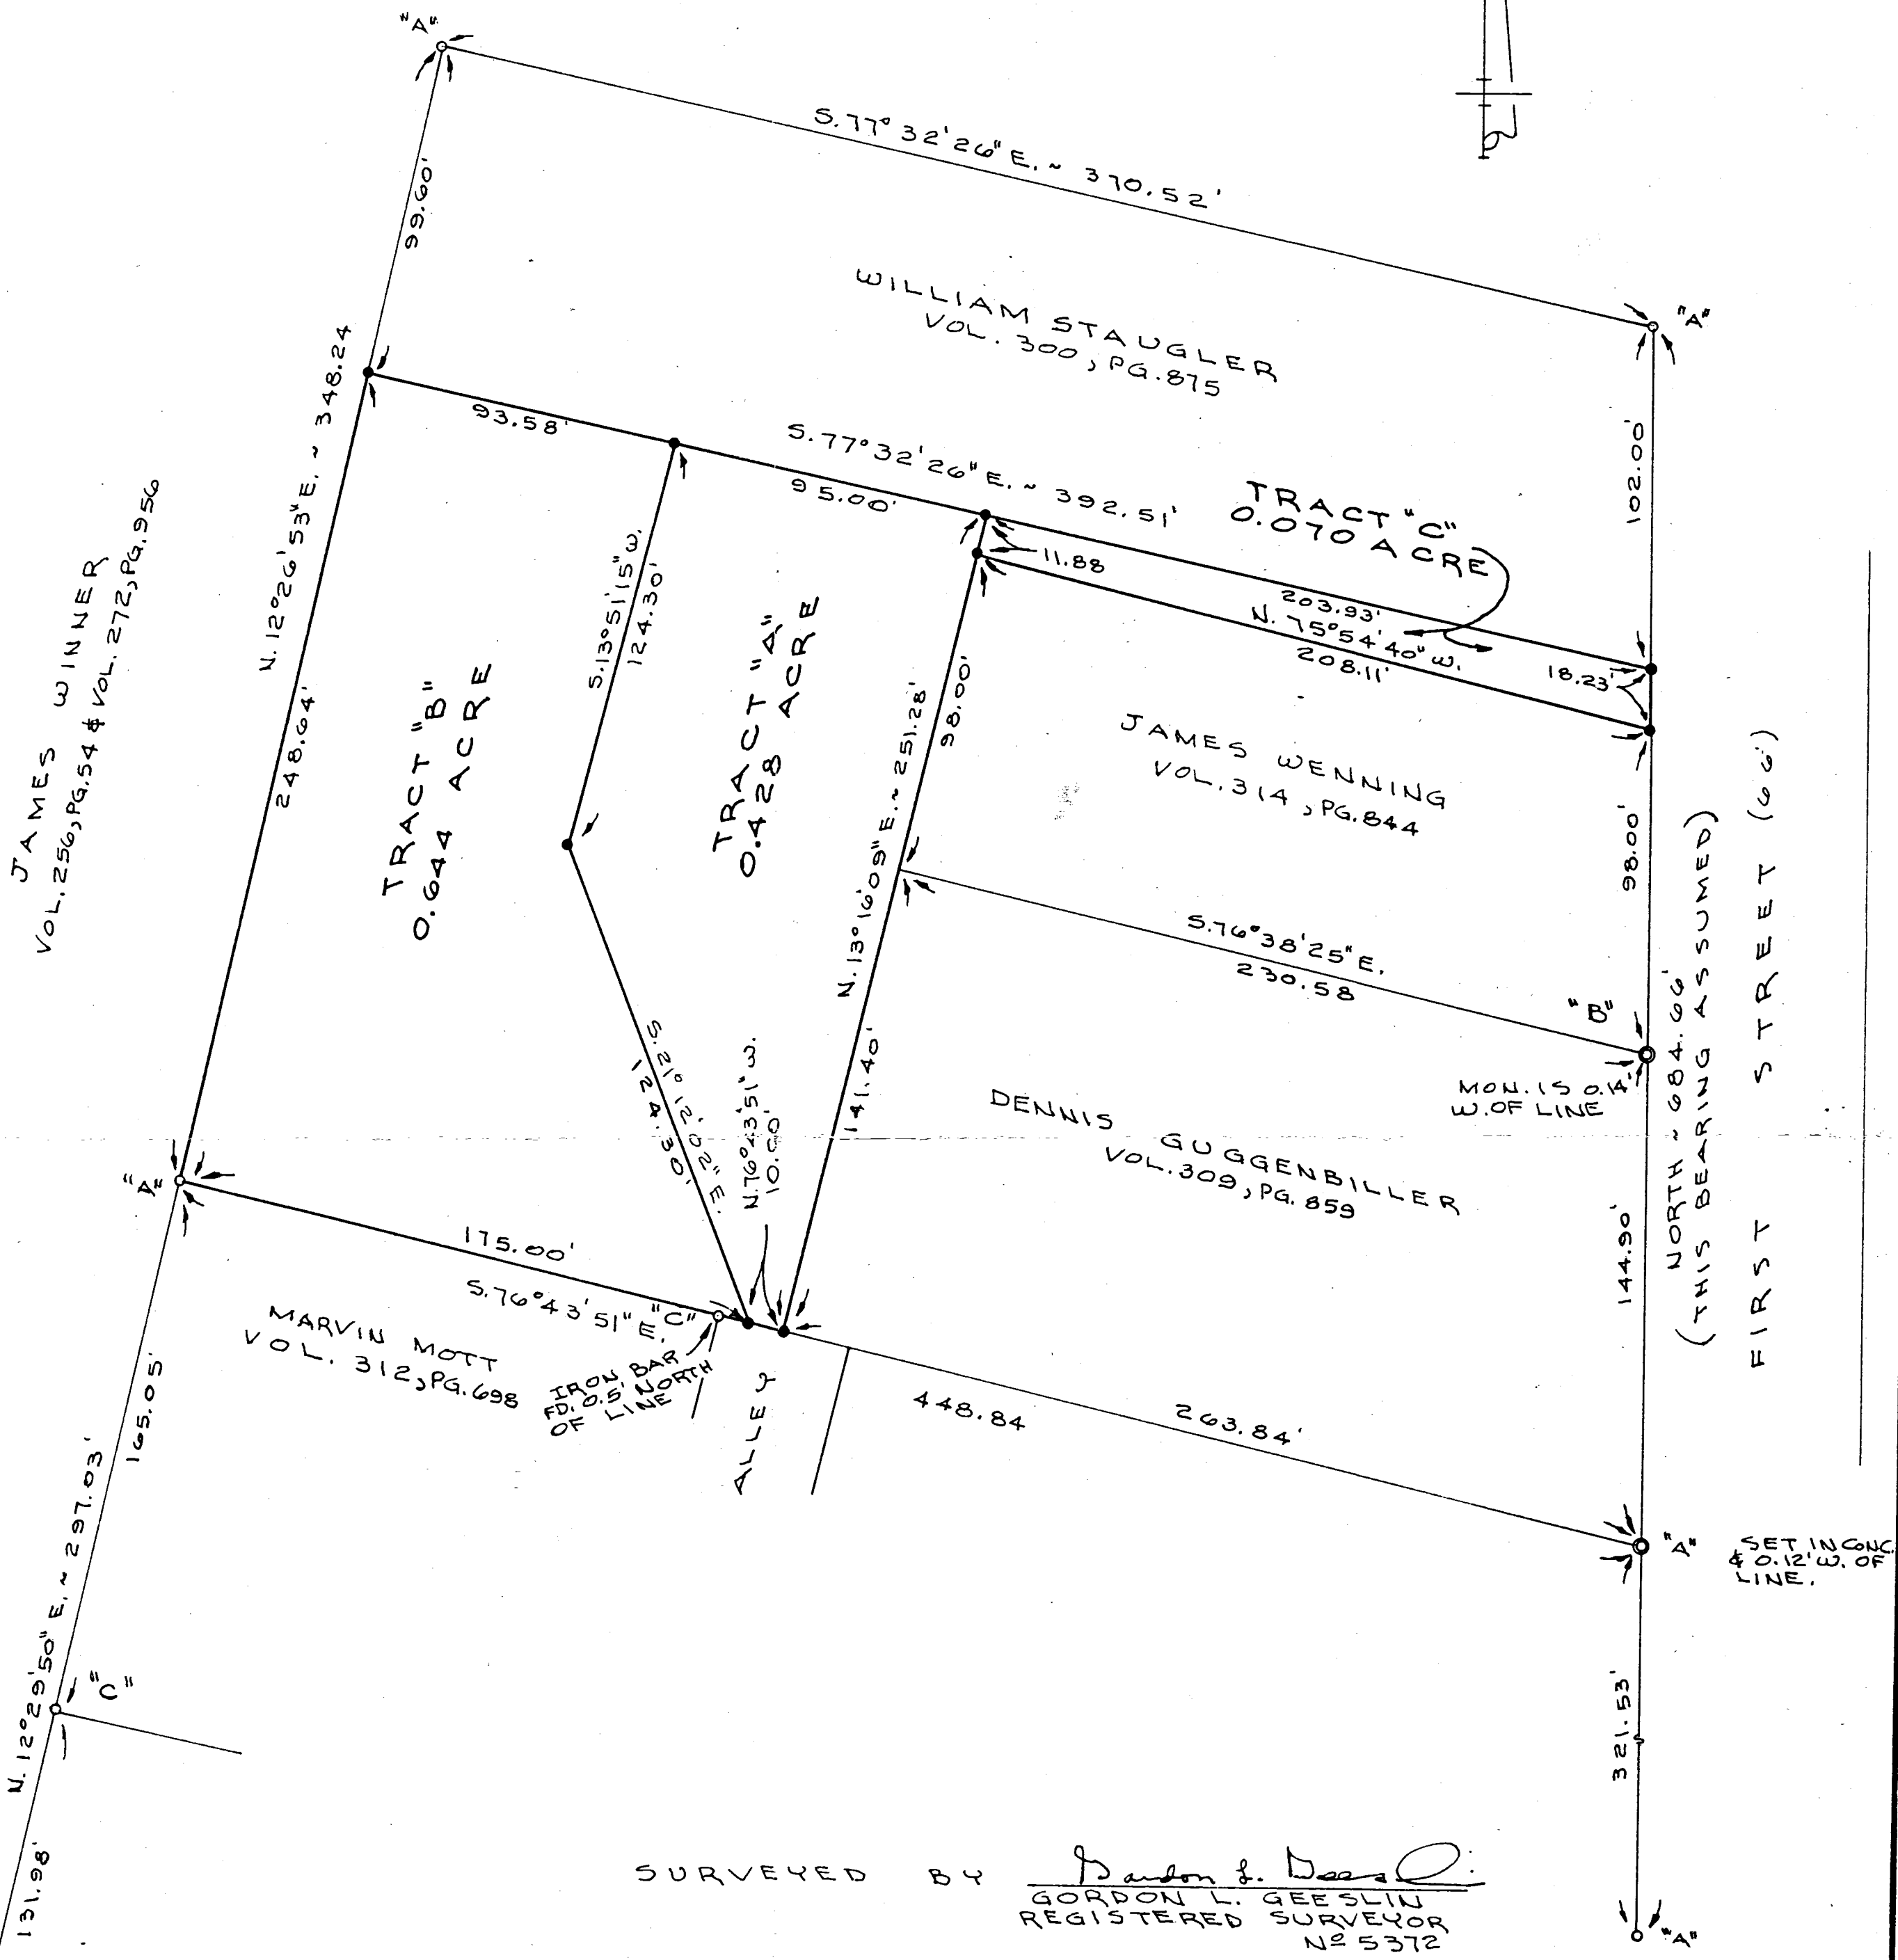 "A"
S.77°32'26"E. ~ 370.52'
99.60'
WILLIAM STAUGLER
VOL. 300, PG.875
"A"
N.12°26'53"E. ~ 348.24
93.58'
S.77°32'26"E. ~ 392.51'
95.00'
102.00'
TRACT "C"
0.070 ACRE
11.88
203.93'
N. 75°54'40" W.
208.11'
18.23'
JAMES WINNER
VOL.256, PG.54 & VOL.272, PG.956
248.64'
TRACT "B"
0.644 ACRE
S.13°51'15"W.
124.30'
TRACT "A"
0.428 ACRE
N.13°16'09"E. ~ 251.28'
98.00'
JAMES WENNING
VOL.314, PG.844
98.00'
S.76°38'25"E.
230.58
"B"
MON. IS 0.14'
W. OF LINE
NORTH ~ 684.66'
(THIS BEARING ASSUMED)
FIRST STREET (66')
S.21°12'02"E.
124.30'
N.76°43'51"W.
10.00'
141.40'
DENNIS GUGGENBILLER
VOL.309, PG.859
144.90'
"A"
175.00'
S.76°43'51"E.
"C"
MARVIN MOTT
VOL. 312, PG.698
IRON BAR
FD. 0.5' NORTH
OF LINE
ALLEY
448.84
263.84'
"A"
SET IN CONC.
& 0.12' W. OF
LINE.
165.05'
N.12°29'50"E. ~ 297.03'
"C"
131.98'
321.53'
"A"
SURVEYED BY
Gordon L. Geeslin
GORDON L. GEESLIN
REGISTERED SURVEYOR
Nº 5372